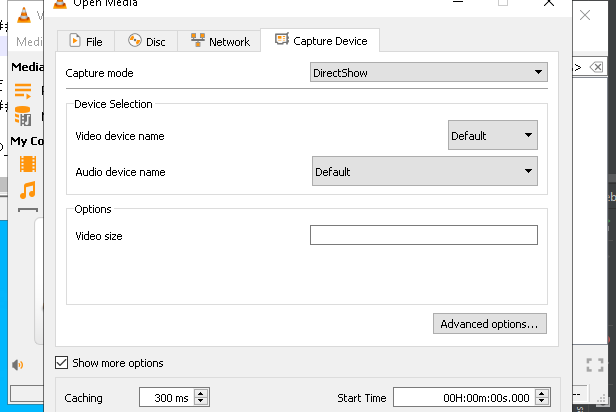 Open Media
Medi
File
Disc
Network
Capture Device
Media
Capture mode
DirectShow
Device Selection
Video device name
Default
My Co
Audio device name
Default
Options
Video size
Advanced options...
Show more options
Caching
300 ms
Start Time
00H:00m:00s.000